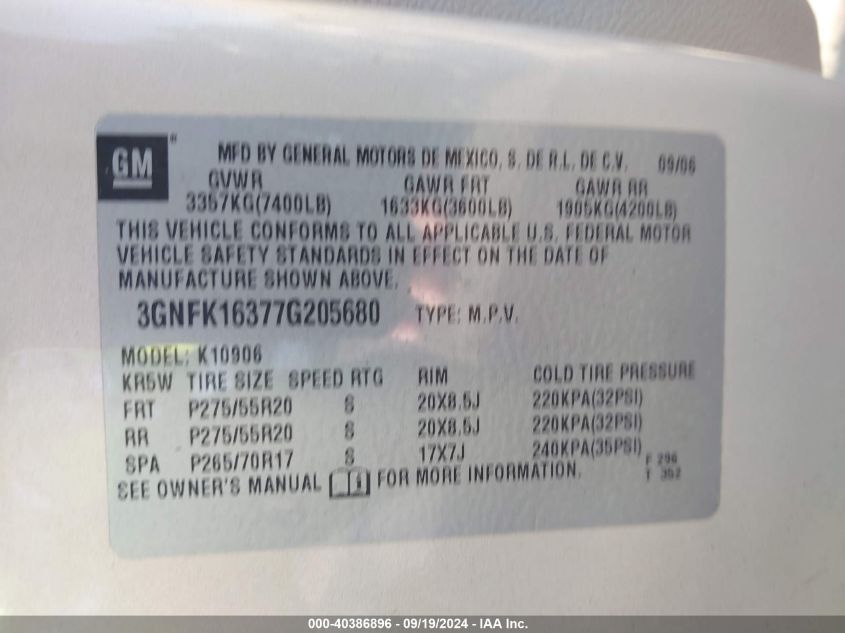 GM
MFD BY GENERAL MOTORS DE MEXICO, S. DE R.L. DE C.V. 09/06
GVWR GAWR FRT GAWR RR
3357KG(7400LB) 1633KG(3600LB) 1905KG(4200LB)
THIS VEHICLE CONFORMS TO ALL APPLICABLE U.S. FEDERAL MOTOR
VEHICLE SAFETY STANDARDS IN EFFECT ON THE DATE OF
MANUFACTURE SHOWN ABOVE.
3GNFK16377G205680 TYPE: M.P.V.
MODEL: K10906
KR5W TIRE SIZE SPEED RTG RIM COLD TIRE PRESSURE
FRT P275/55R20 S 20X8.5J 220KPA(32PSI)
RR P275/55R20 S 20X8.5J 220KPA(32PSI)
SPA P265/70R17 S 17X7J 240KPA(35PSI)
F 296
T 352
SEE OWNER'S MANUAL FOR MORE INFORMATION.
000-40386896 - 09/19/2024 - IAA Inc.